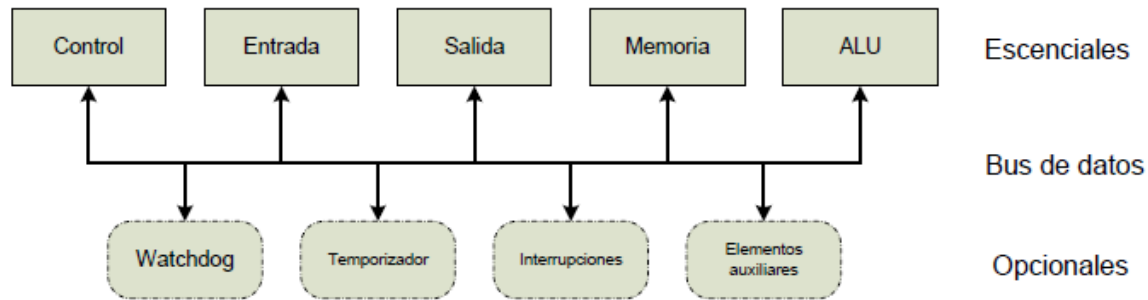 Control
Entrada
Salida
Memoria
ALU
Escenciales
Bus de datos
Watchdog
Temporizador
Interrupciones
Elementos
auxiliares
Opcionales